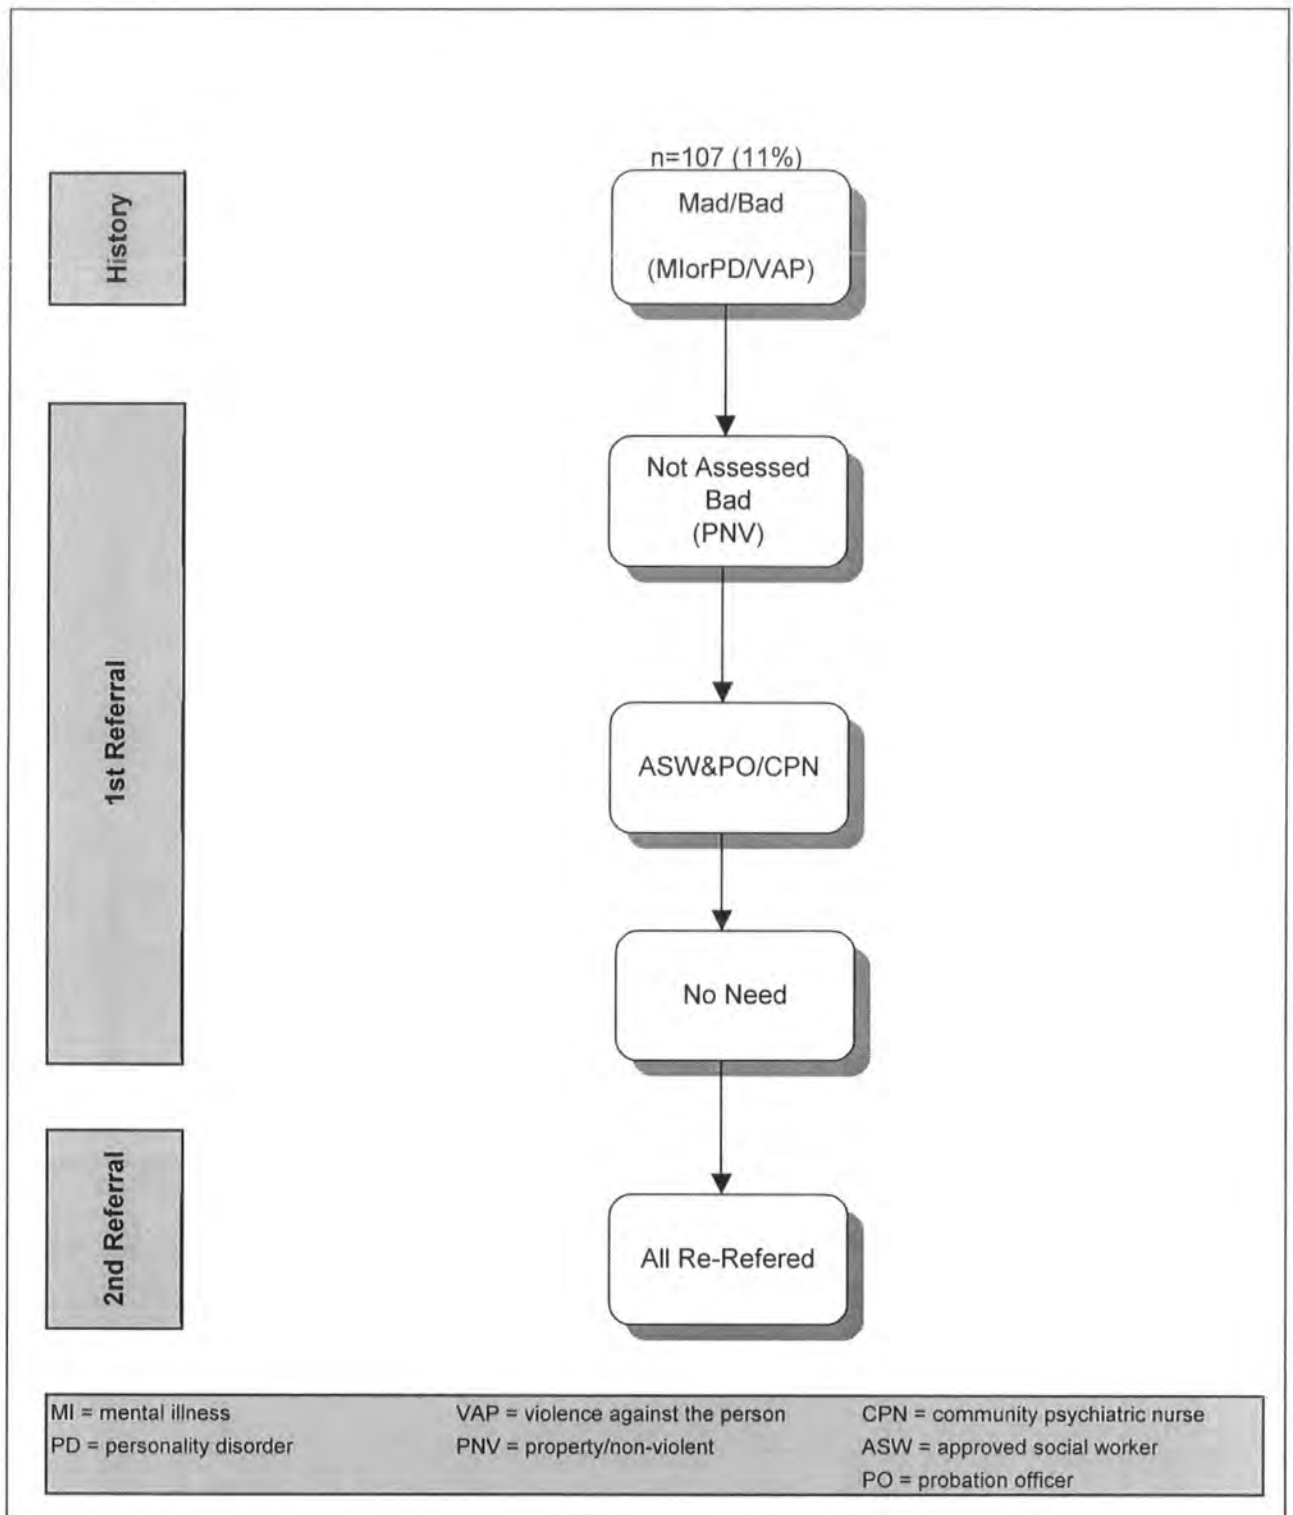 n=107 (11%)
History
Mad/Bad
(MIorPD/VAP)
1st Referral
Not Assessed
Bad
(PNV)
ASW&PO/CPN
No Need
2nd Referral
All Re-Refered
MI = mental illness
PD = personality disorder
VAP = violence against the person
PNV = property/non-violent
CPN = community psychiatric nurse
ASW = approved social worker
PO = probation officer